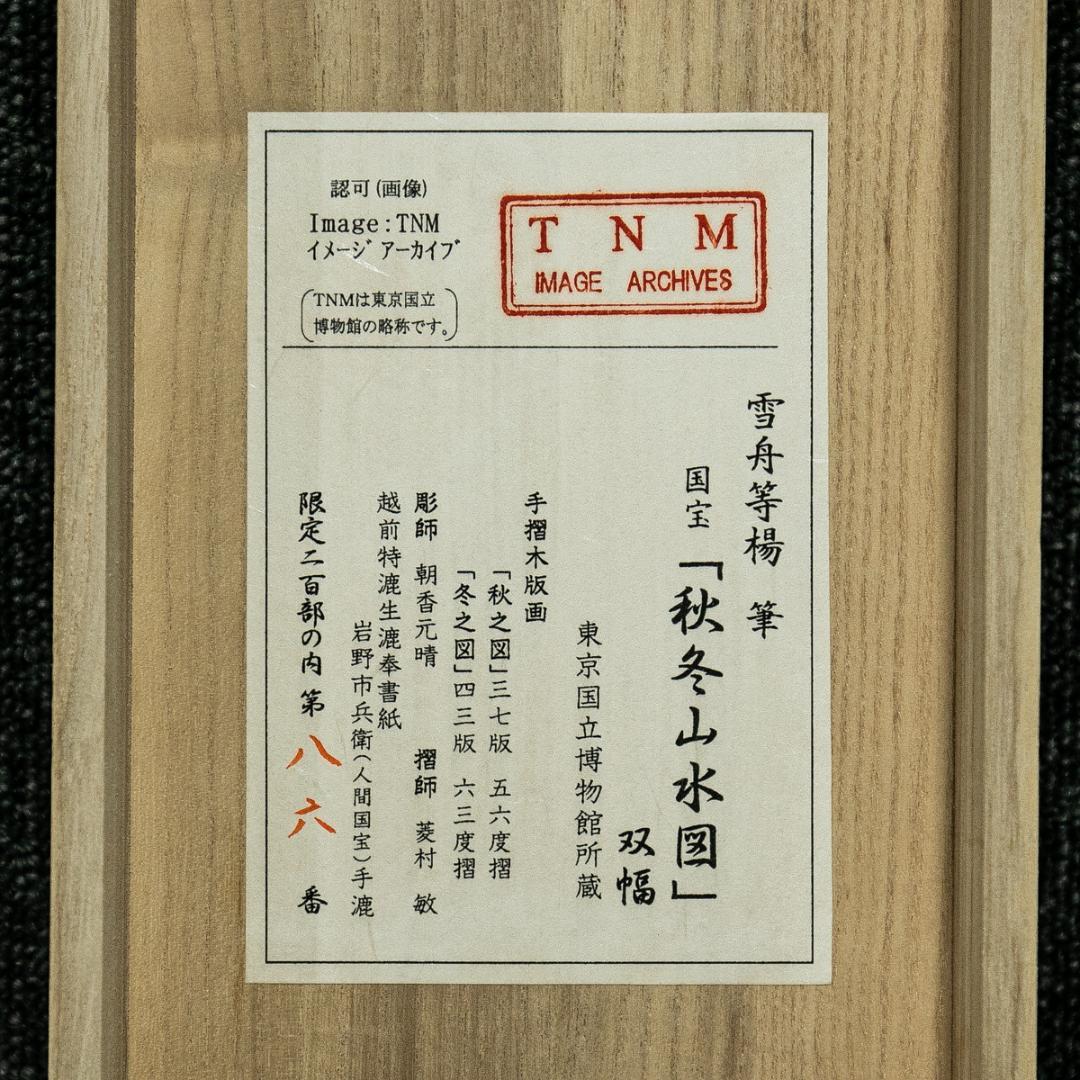 認可(画像)
Image:TNM
イメージアーカイブ
(TNMは東京国立
博物館の略称です。)
T N M
IMAGE ARCHIVES
雪舟等楊 筆
国宝「秋冬山水図」
双幅
東京国立博物館所蔵
手摺木版画
「秋之図」三七版 五六度摺
「冬之図」四三版 六三度摺
彫師 朝香元晴 摺師 菱村 敏
越前特漉生漉奉書紙
岩野市兵衛(人間国宝)手漉
限定二百部の内 第 八六 番